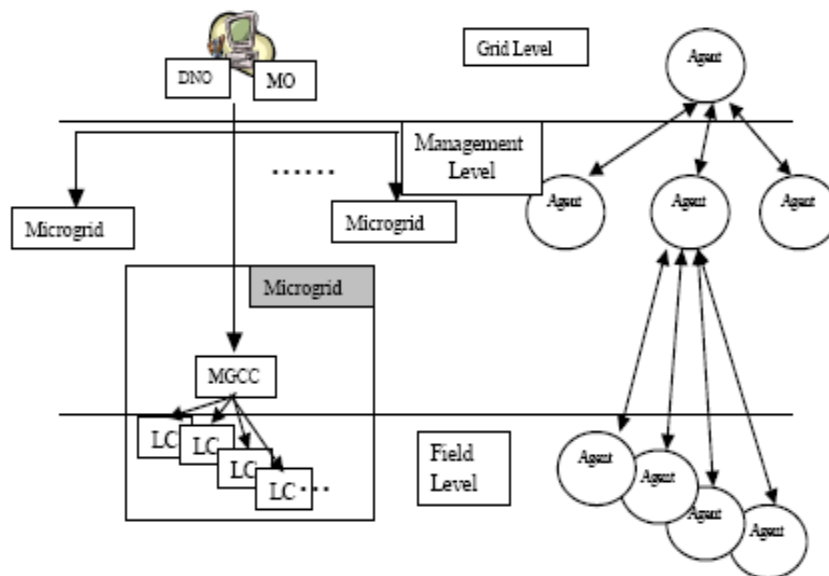 Grid Level
Agent
DNO
MO
Management
Level
......
Agent
Agent
Agent
Microgrid
Microgrid
Microgrid
MGCC
LC
LC
LC
LC ...
Field
Level
Agent
Agent
Agent
Agent